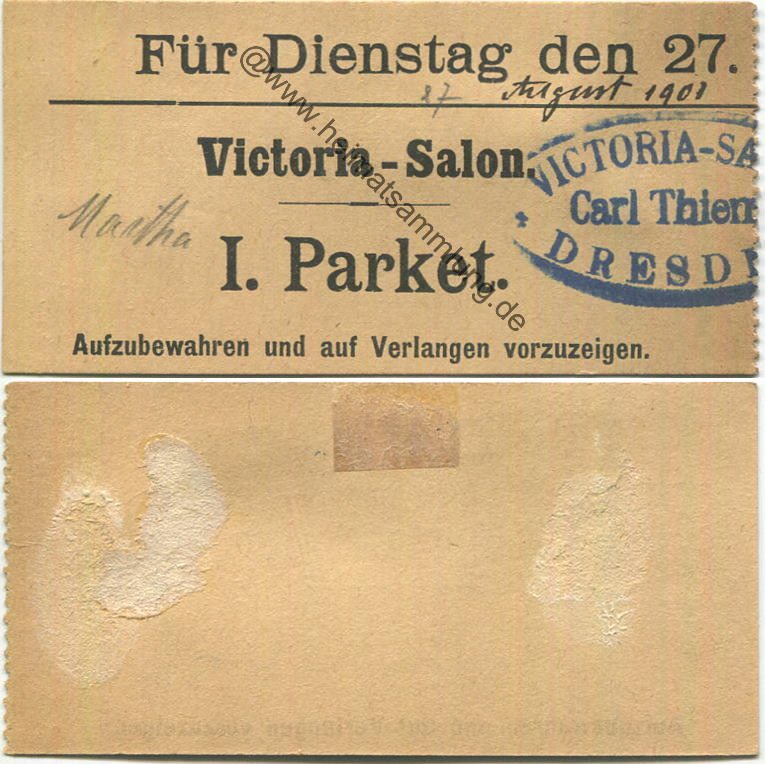 Für Dienstag den 27.
27 August 1901
Victoria-Salon.
Martha
I. Parket.
Aufzubewahren und auf Verlangen vorzuzeigen.
VICTORIA-SA
Carl Thiem
DRESD
@www.heimatsammlung.de